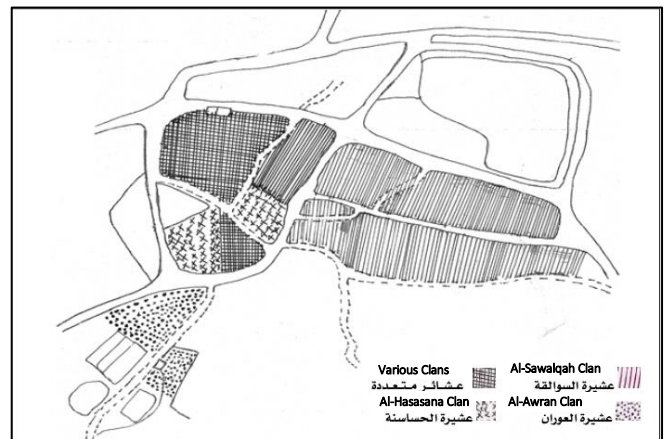 Various Clans
عشائر متعددة
Al-Sawalqah Clan
عشيرة السوالقة
Al-Hasasana Clan
عشيرة الحساسنة
Al-Awran Clan
عشيرة العوران